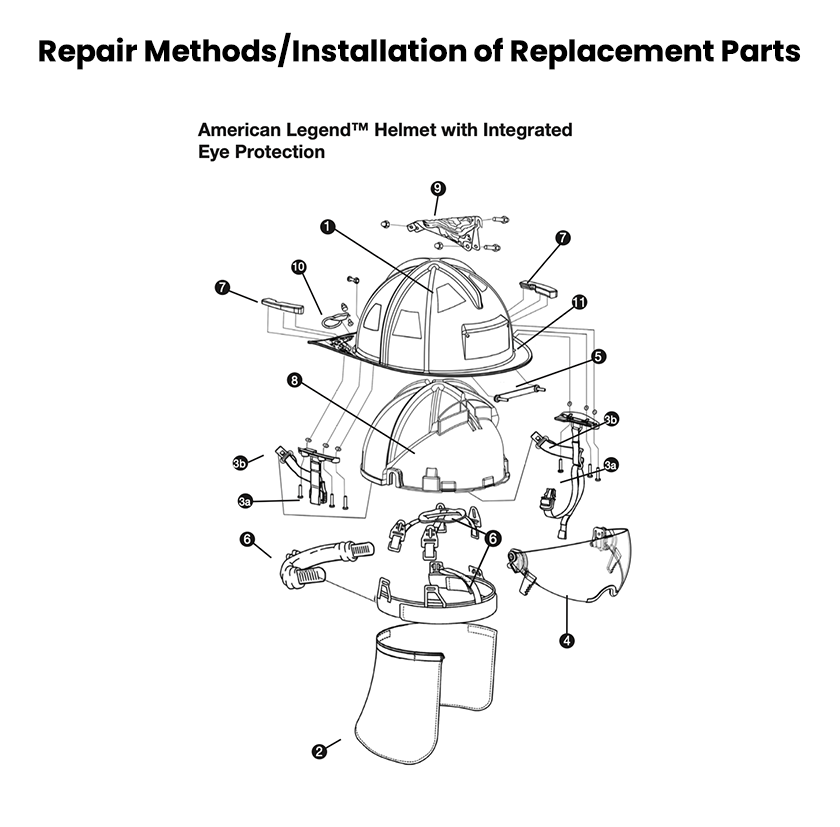 Repair Methods/Installation of Replacement Parts
American Legend™ Helmet with Integrated
Eye Protection
9
1
7
10
7
11
5
8
3b
3b
3a
3a
6
6
4
2